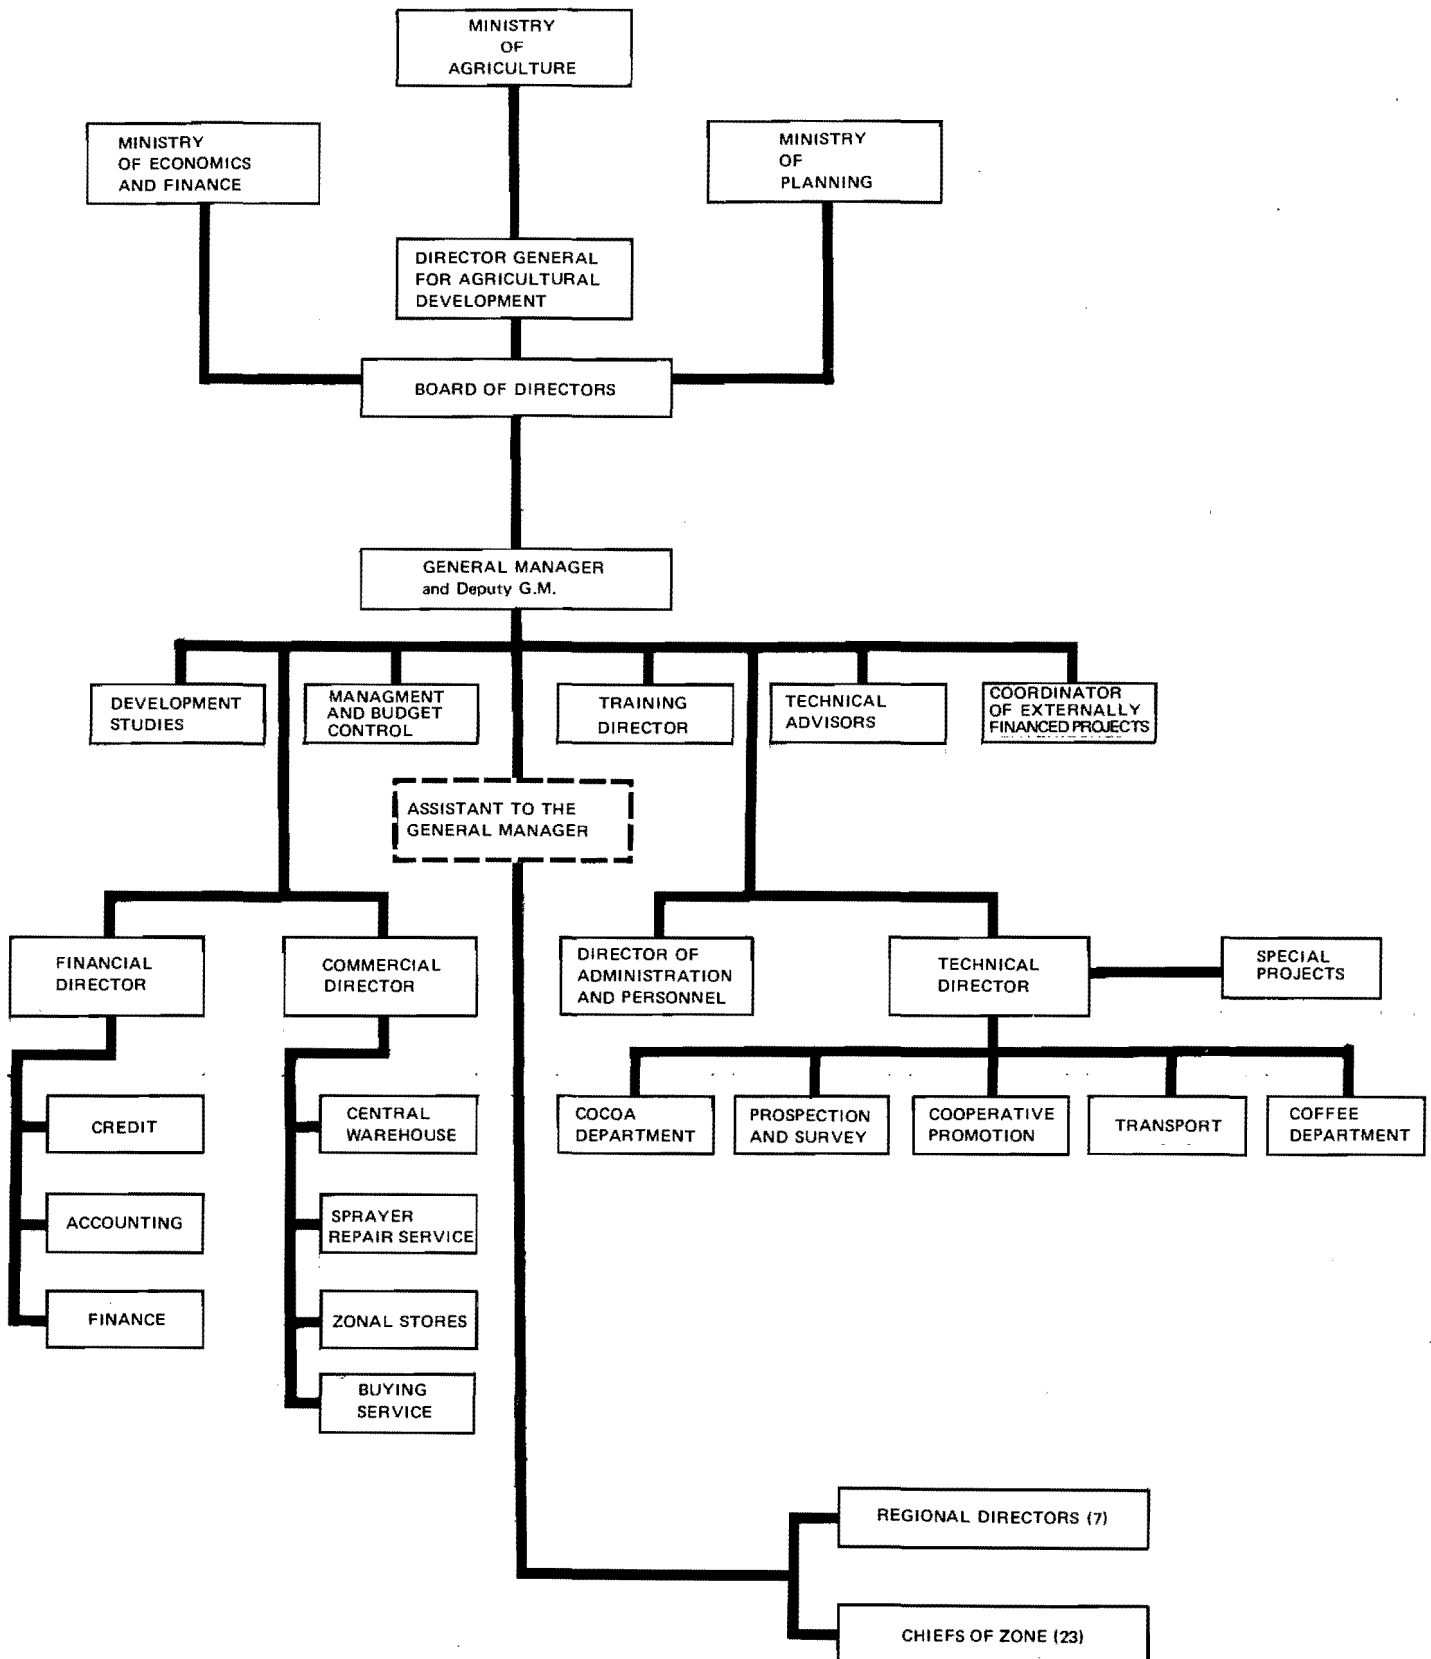 MINISTRY
OF
AGRICULTURE
MINISTRY
OF ECONOMICS
AND FINANCE
MINISTRY
OF
PLANNING
DIRECTOR GENERAL
FOR AGRICULTURAL
DEVELOPMENT
BOARD OF DIRECTORS
GENERAL MANAGER
and Deputy G.M.
DEVELOPMENT
STUDIES
MANAGMENT
AND BUDGET
CONTROL
TRAINING
DIRECTOR
TECHNICAL
ADVISORS
COORDINATOR
OF EXTERNALLY
FINANCED PROJECTS
ASSISTANT TO THE
GENERAL MANAGER
FINANCIAL
DIRECTOR
COMMERCIAL
DIRECTOR
DIRECTOR OF
ADMINISTRATION
AND PERSONNEL
TECHNICAL
DIRECTOR
SPECIAL
PROJECTS
CREDIT
ACCOUNTING
FINANCE
CENTRAL
WAREHOUSE
SPRAYER
REPAIR SERVICE
ZONAL STORES
BUYING
SERVICE
COCOA
DEPARTMENT
PROSPECTION
AND SURVEY
COOPERATIVE
PROMOTION
TRANSPORT
COFFEE
DEPARTMENT
REGIONAL DIRECTORS (7)
CHIEFS OF ZONE (23)